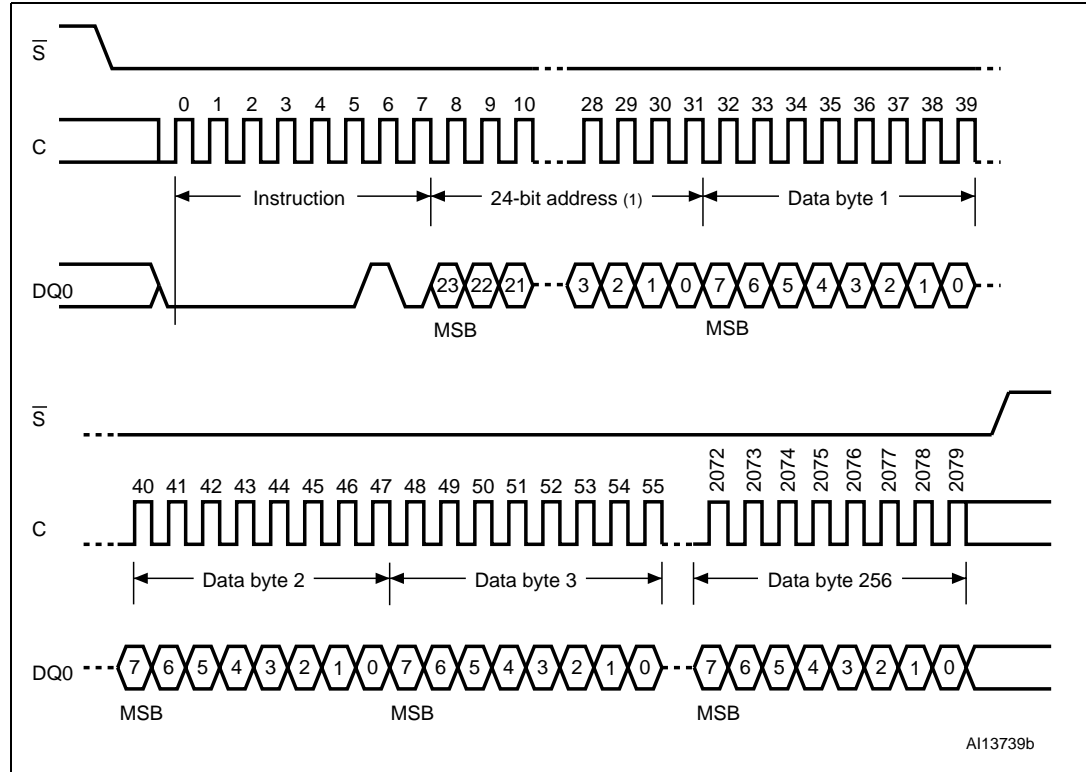 S
0 1 2 3 4 5 6 7 8 9 10 28 29 30 31 32 33 34 35 36 37 38 39
C
Instruction 24-bit address (1) Data byte 1
DQ0 23 22 21 3 2 1 0 7 6 5 4 3 2 1 0
MSB MSB
S
40 41 42 43 44 45 46 47 48 49 50 51 52 53 54 55 2072 2073 2074 2075 2076 2077 2078 2079
C
Data byte 2 Data byte 3 Data byte 256
DQ0 7 6 5 4 3 2 1 0 7 6 5 4 3 2 1 0 7 6 5 4 3 2 1 0
MSB MSB MSB
AI13739b